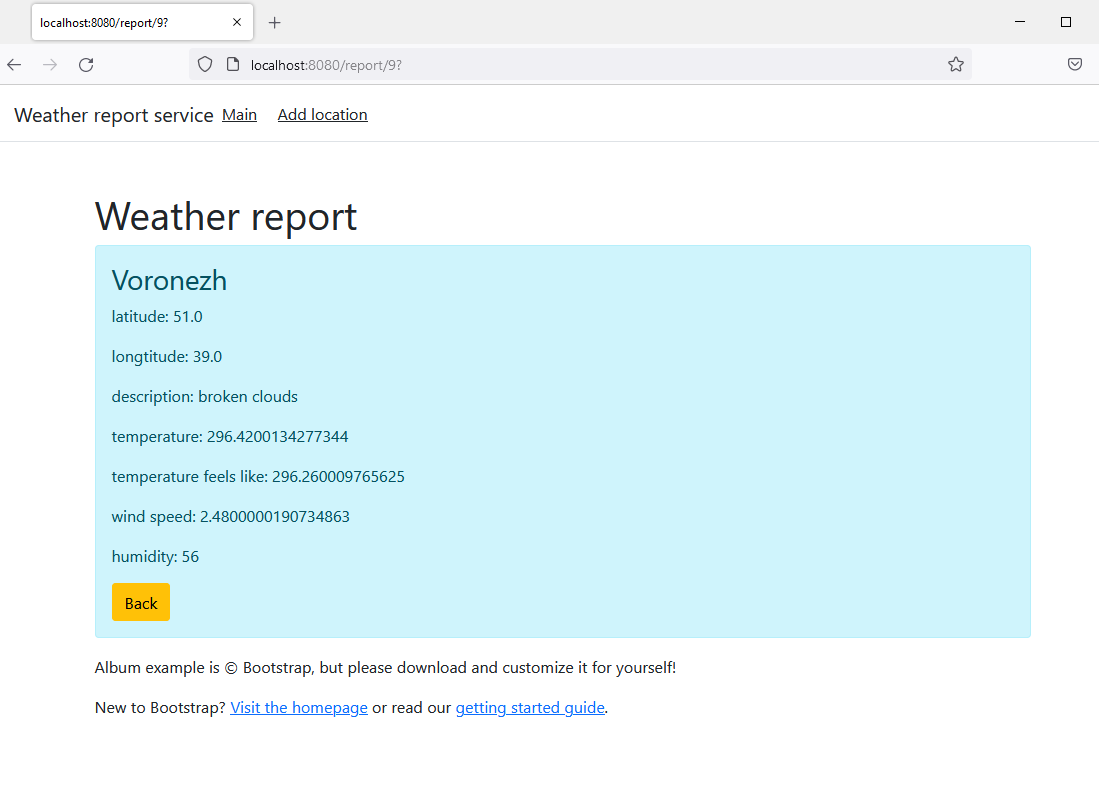 localhost:8080/report/9?
localhost:8080/report/9?
Weather report service Main Add location
Weather report
Voronezh
latitude: 51.0
longtitude: 39.0
description: broken clouds
temperature: 296.4200134277344
temperature feels like: 296.260009765625
wind speed: 2.4800000190734863
humidity: 56
Back
Album example is © Bootstrap, but please download and customize it for yourself!
New to Bootstrap? Visit the homepage or read our getting started guide.